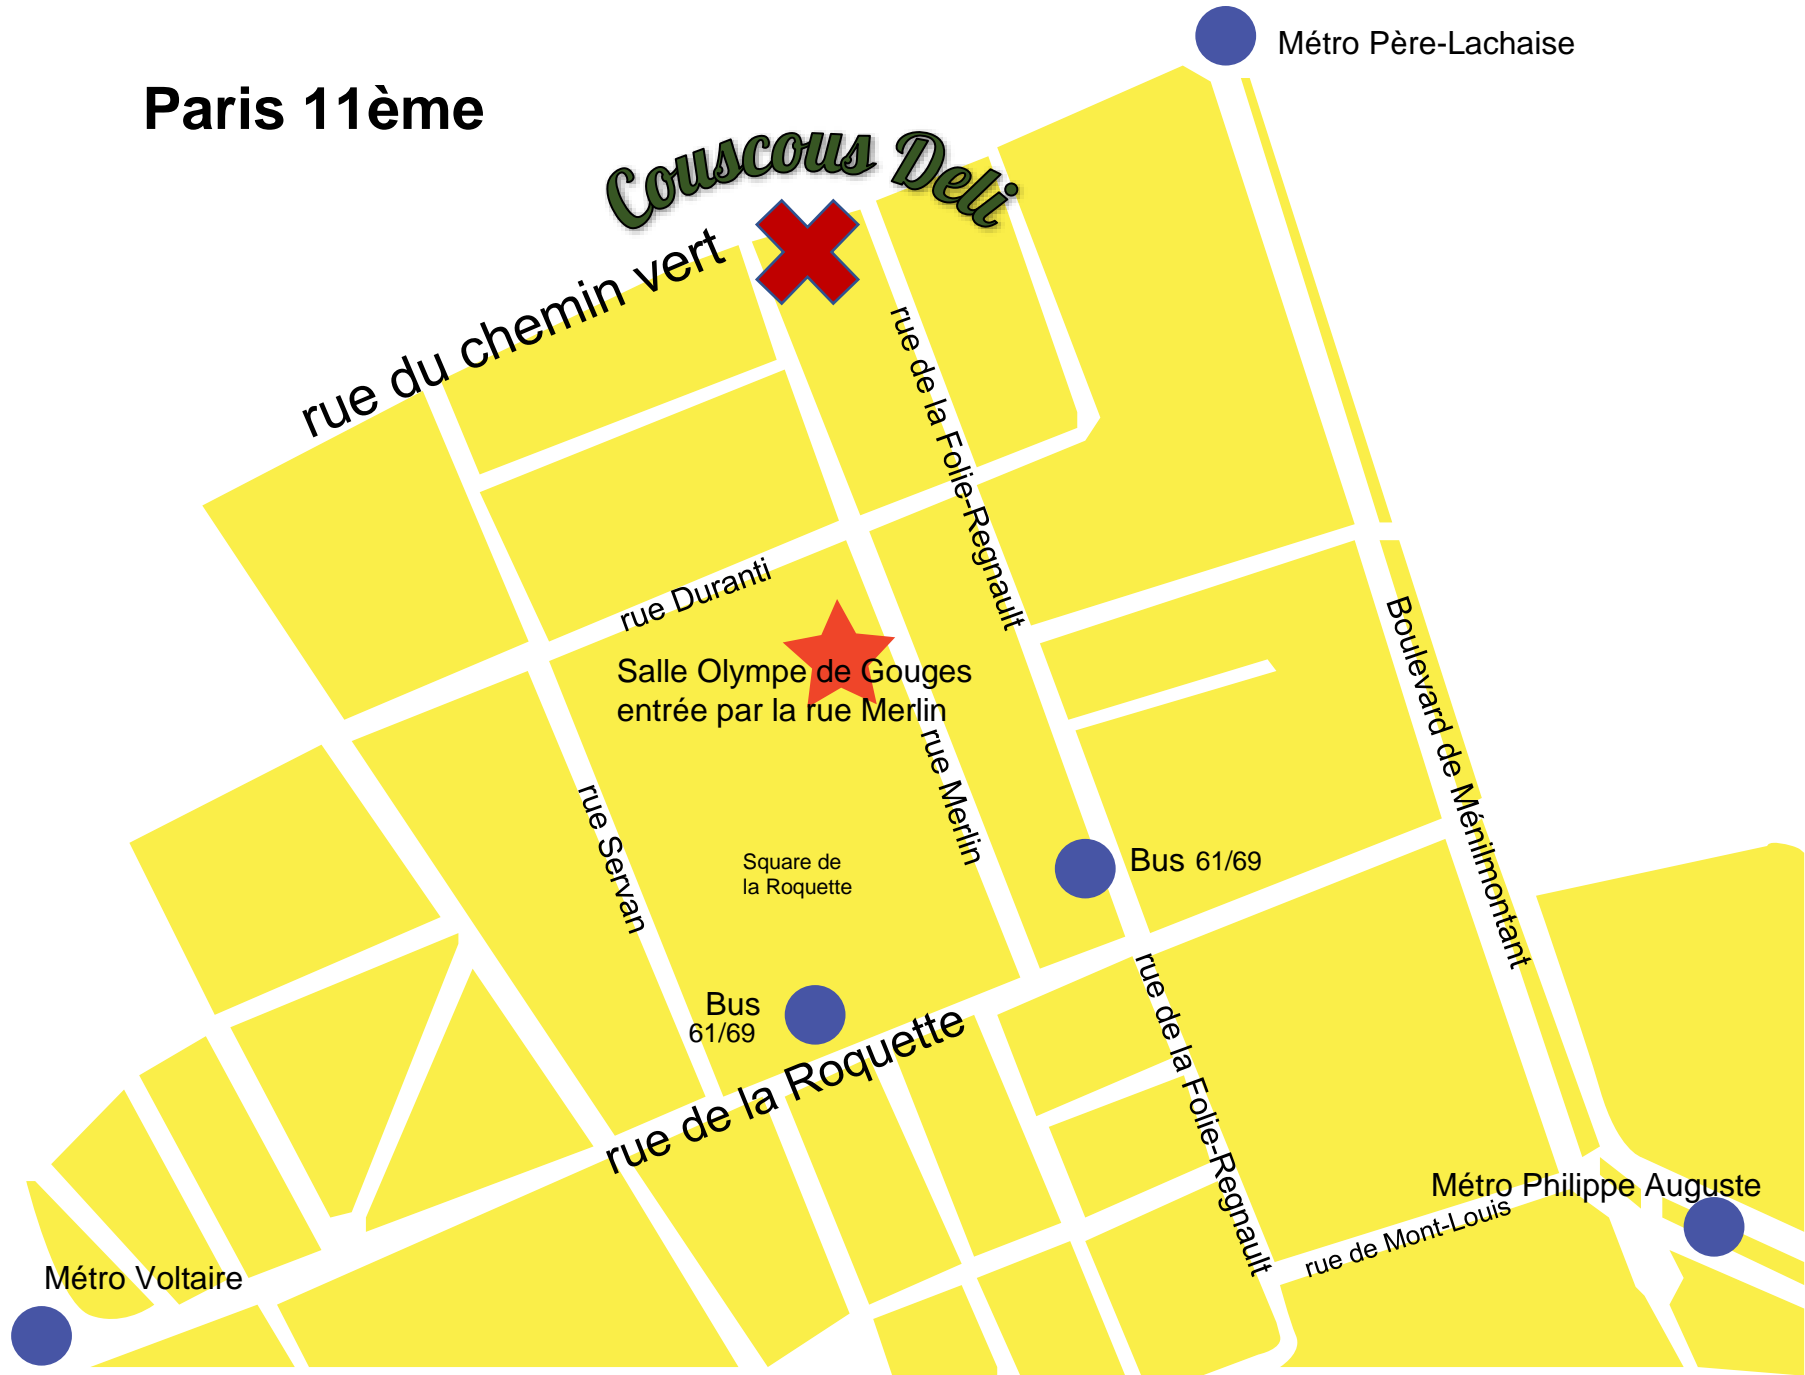 Métro Père-Lachaise
Paris 11ème
Couscous Deli
rue du chemin vert
rue de la Folie-Regnault
rue Duranti
Boulevard de Ménilmontant
Salle Olympe de Gouges
entrée par la rue Merlin
rue Merlin
rue Servan
Square de
la Roquette
Bus 61/69
Bus
61/69
rue de la Roquette
rue de la Folie-Regnault
Métro Philippe Auguste
rue de Mont-Louis
Métro Voltaire